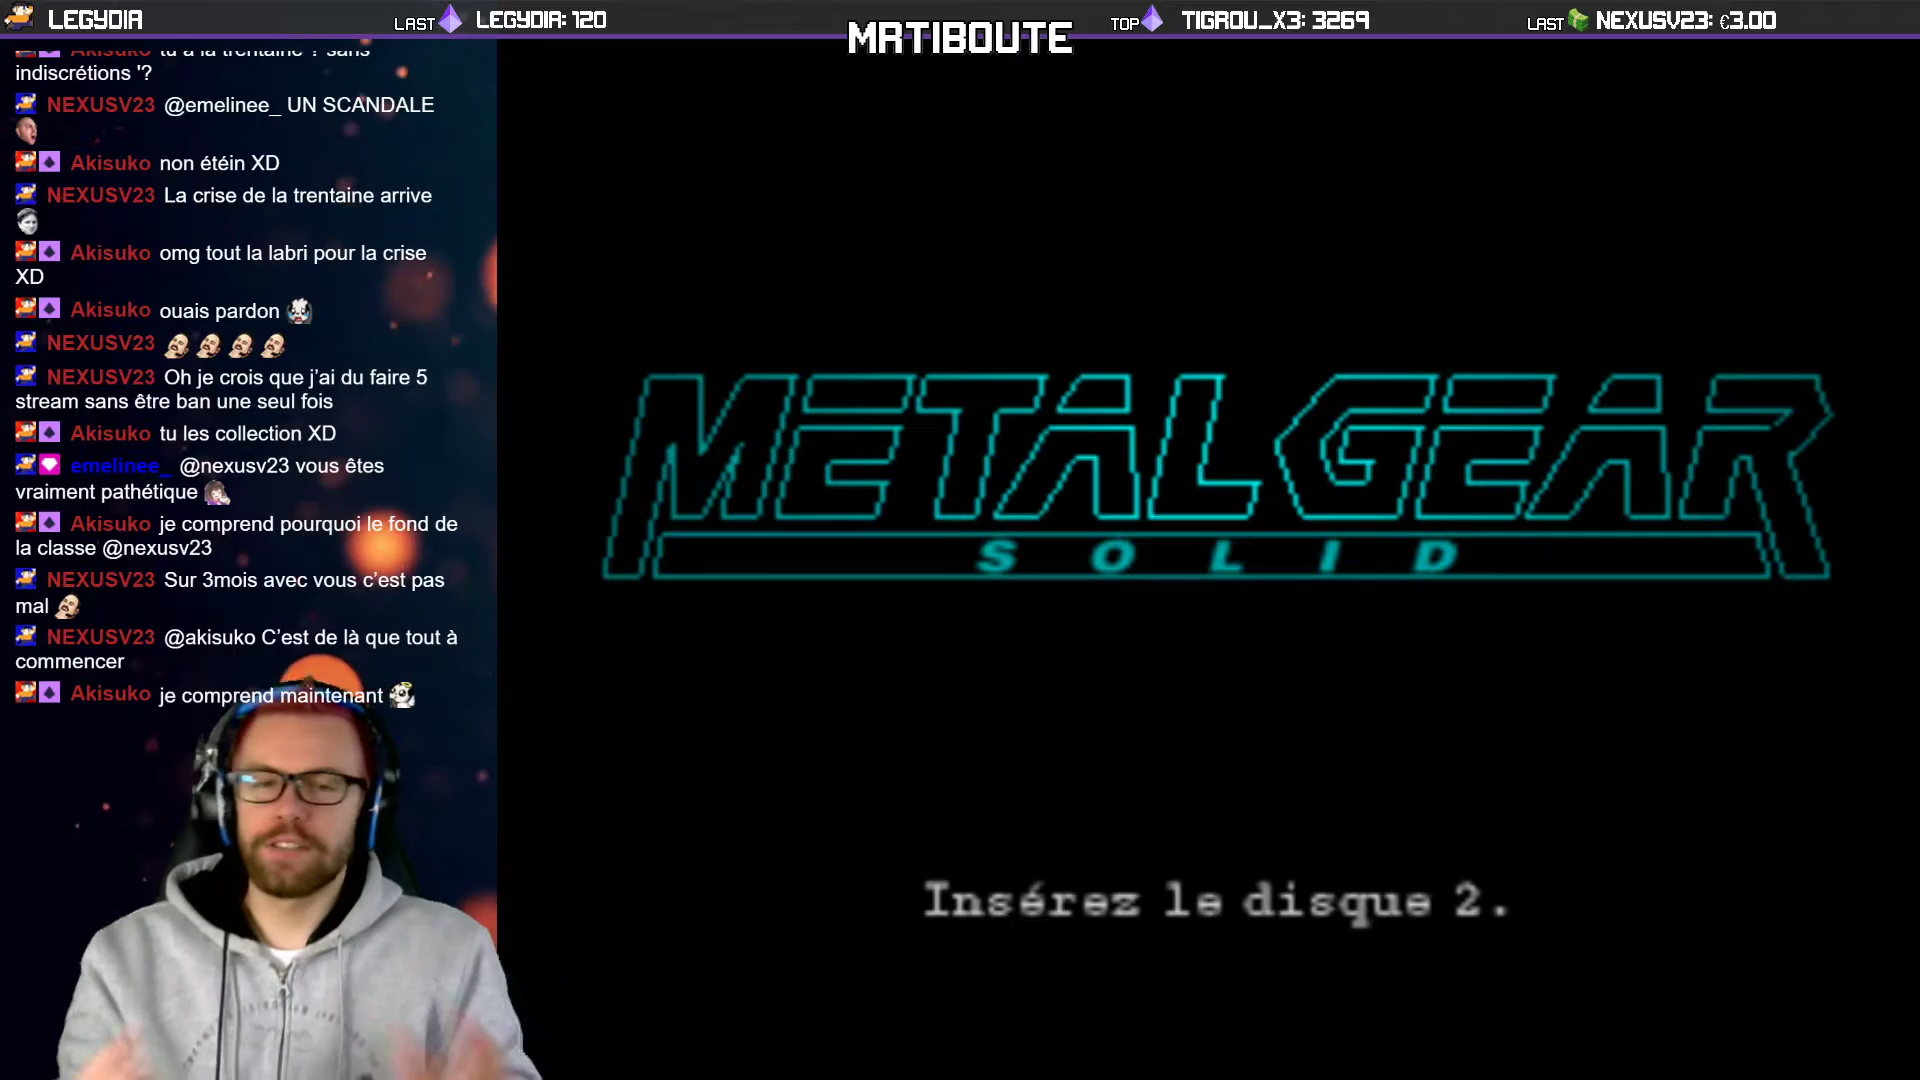 LEGYDIA
LAST LEGYDIA: 120
MATIBOUTE
TOP TIGROU_X3: 3269
LAST NEXUSV23: €3.00
Akisuko tu a la trentaine ? sans
indiscrétions '?
NEXUSV23 @emelinee_ UN SCANDALE
Akisuko non étéin XD
NEXUSV23 La crise de la trentaine arrive
Akisuko omg tout la labri pour la crise
XD
Akisuko ouais pardon
NEXUSV23
NEXUSV23 Oh je crois que j’ai du faire 5
stream sans être ban une seul fois
Akisuko tu les collection XD
emelinee_ @nexusv23 vous êtes
vraiment pathétique
Akisuko je comprend pourquoi le fond de
la classe @nexusv23
NEXUSV23 Sur 3mois avec vous c’est pas
mal
NEXUSV23 @akisuko C’est de là que tout à
commencer
Akisuko je comprend maintenant
METAL GEAR
SOLID
Insérez le disque 2.